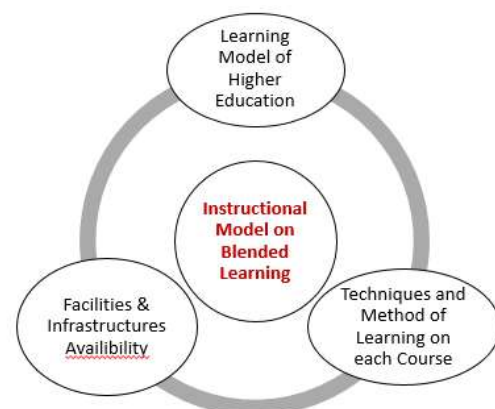 Learning
Model of
Higher
Education
Instructional
Model on
Blended
Learning
Facilities &
Infrastructures
Availibility
Techniques and
Method of
Learning on
each Course